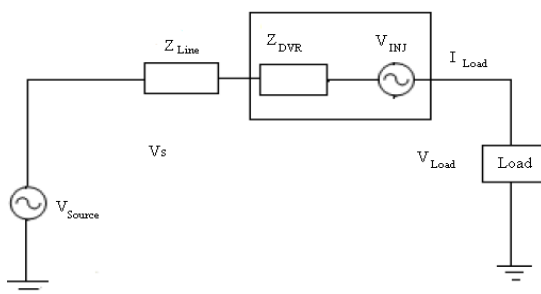 Z Line
Z DVR
V INJ
I Load
Vs
V Load
Load
V Source